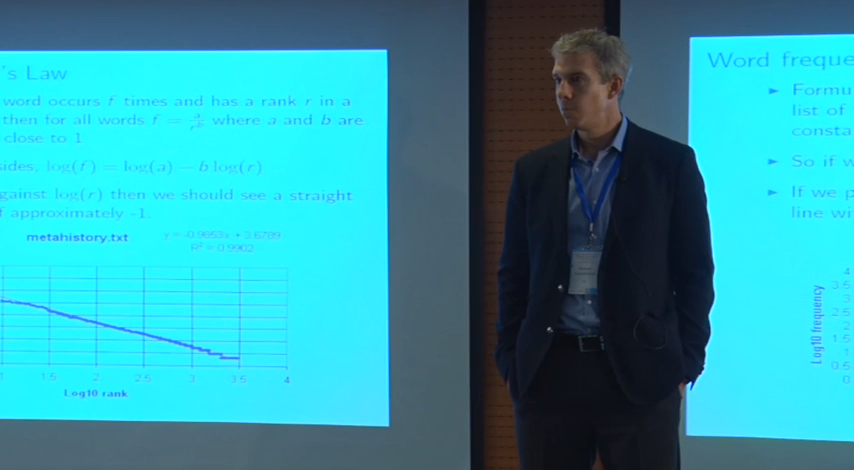 's Law
word occurs f times and has a rank r in a
then for all words f = a/r^b where a and b are
close to 1.
sides, log(f) = log(a) − b log(r)
against log(r) then we should see a straight
f approximately -1.
metahistory.txt
y = -0.9853x + 3.6789
R² = 0.9902
1 1.5 2 2.5 3 3.5 4
Log10 rank
Word freque
Formu
list of
consta
So if w
If we p
line wi
4
3.5
3
2.5
2
1.5
1
0.5
0
Log10 frequency